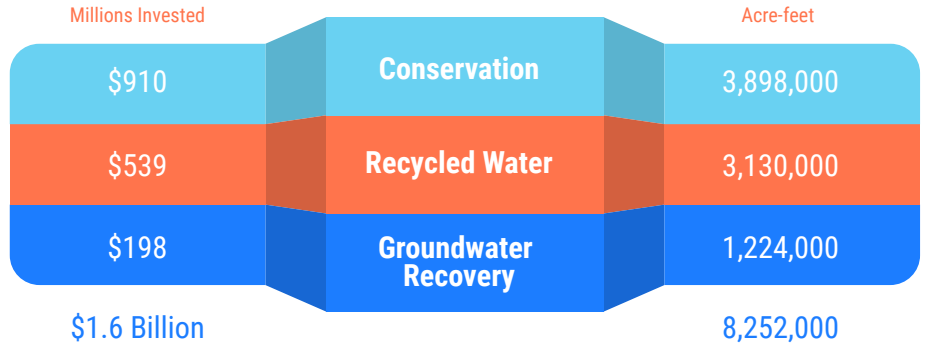 Millions Invested
Acre-feet
$910
Conservation
3,898,000
$539
Recycled Water
3,130,000
$198
Groundwater
Recovery
1,224,000
$1.6 Billion
8,252,000